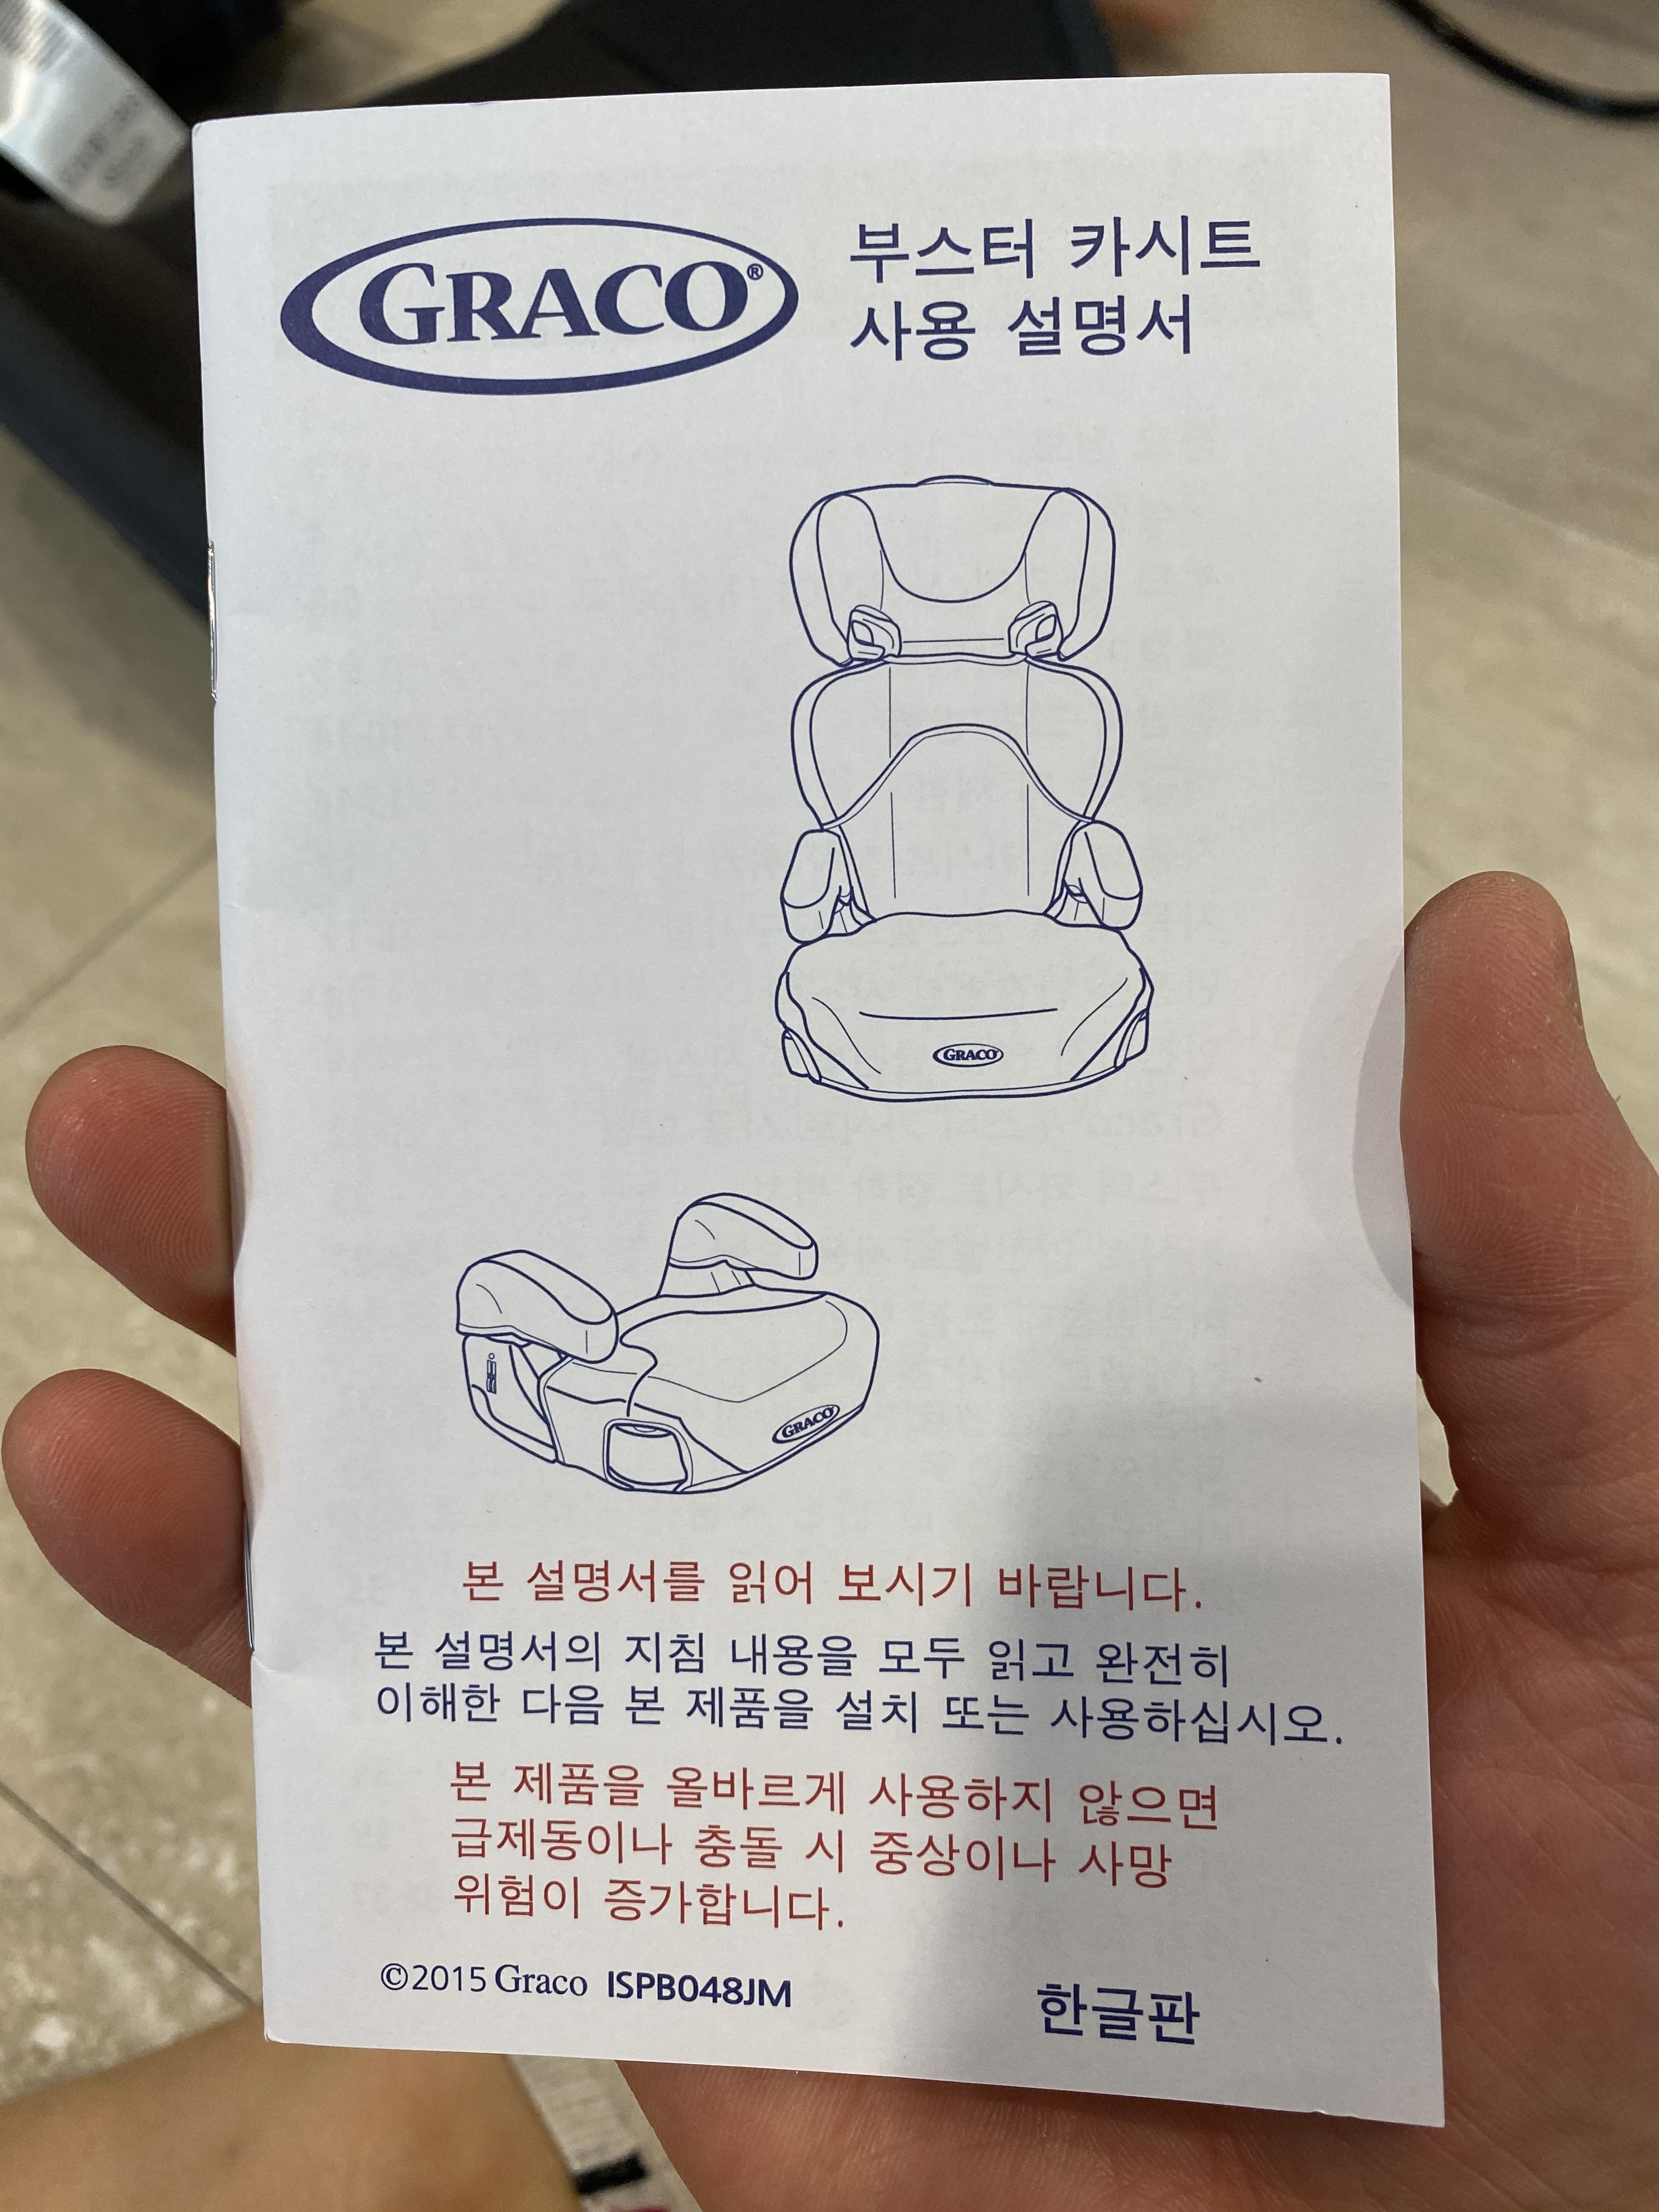 GRACO®
부스터 카시트
사용 설명서
GRACO
GRACO
본 설명서를 읽어 보시기 바랍니다.
본 설명서의 지침 내용을 모두 읽고 완전히
이해한 다음 본 제품을 설치 또는 사용하십시오.
본 제품을 올바르게 사용하지 않으면
급제동이나 충돌 시 중상이나 사망
위험이 증가합니다.
©2015 Graco ISPB048JM
한글판